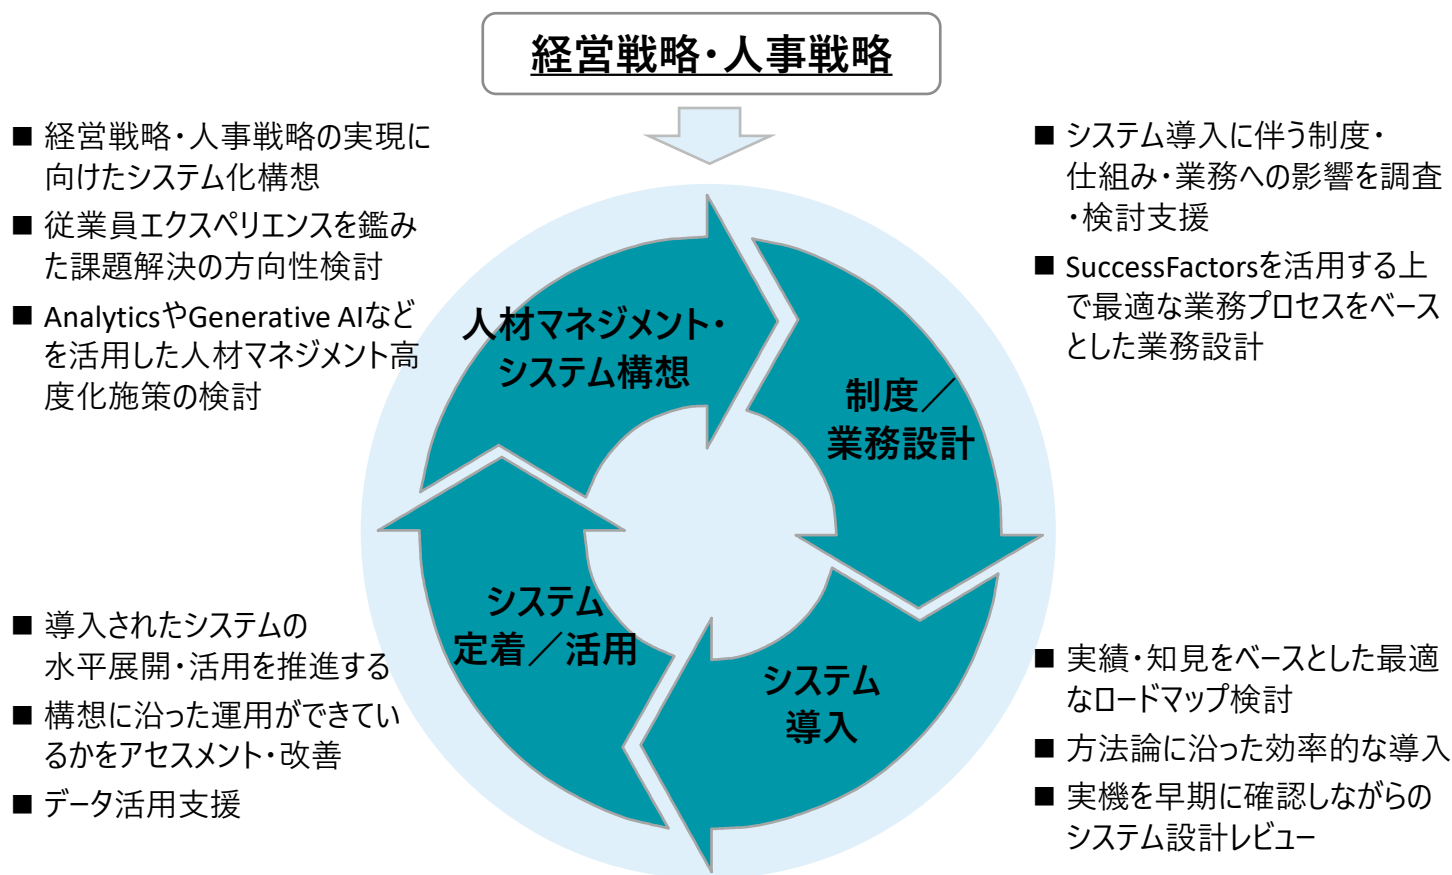 経営戦略・人事戦略
■ 経営戦略・人事戦略の実現に
向けたシステム化構想
■ 従業員エクスペリエンスを鑑み
た課題解決の方向性検討
■ AnalyticsやGenerative AIなど
を活用した人材マネジメント高
度化施策の検討
■ システム導入に伴う制度・
仕組み・業務への影響を調査
・検討支援
■ SuccessFactorsを活用する上
で最適な業務プロセスをベース
とした業務設計
人材マネジメント・
システム構想
制度／
業務設計
システム
定着／活用
システム
導入
■ 導入されたシステムの
水平展開・活用を推進する
■ 構想に沿った運用ができてい
るかをアセスメント・改善
■ データ活用支援
■ 実績・知見をベースとした最適
なロードマップ検討
■ 方法論に沿った効率的な導入
■ 実機を早期に確認しながらの
システム設計レビュー